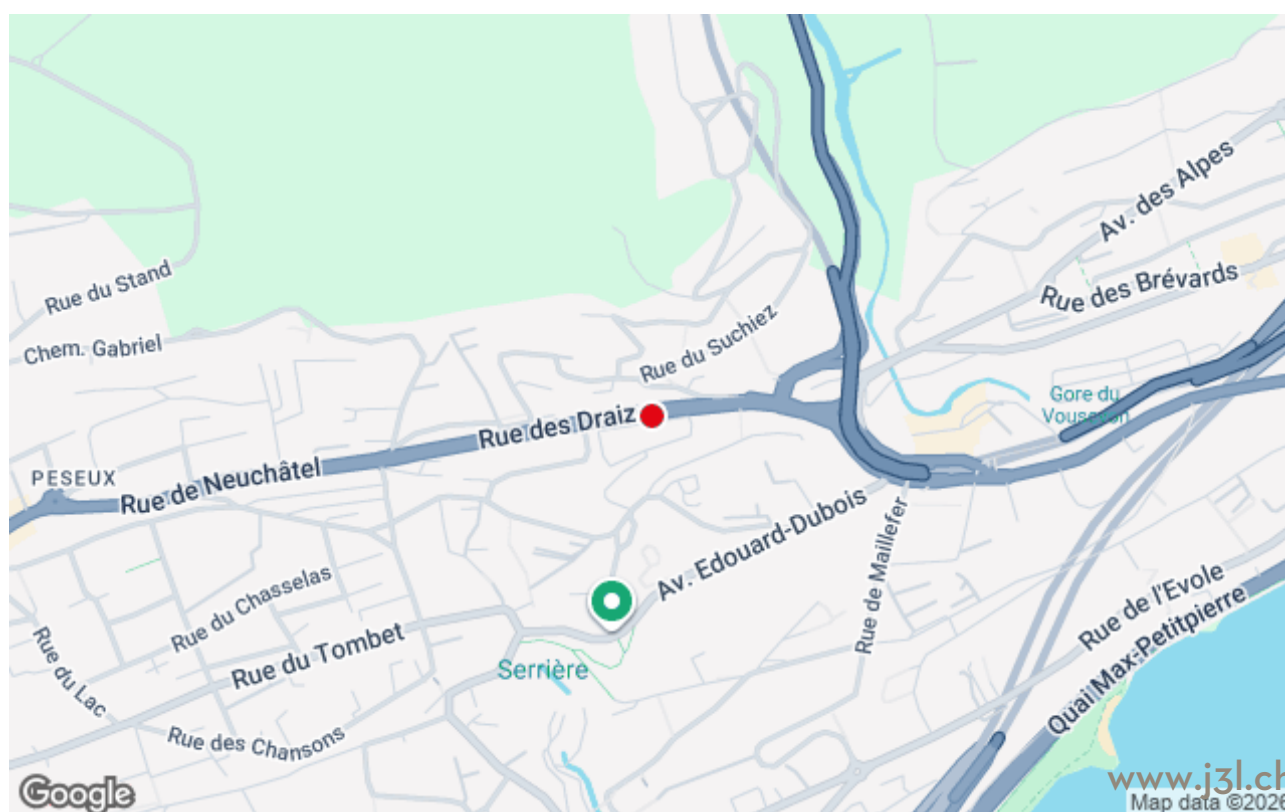 Av. des Alpes
Rue des Brévards
Rue du Stand
Chem. Gabriel
Rue du Suchiez
Gore du
Vouseyon
Rue des Draiz
Rue de Neuchâtel
PESEUX
Av. Edouard-Dubois
Rue de Maillefer
Rue du Chasselas
Rue du Tombet
Rue de l'Evole
Quai Max-Petitpierre
Serrière
Rue du Lac
Rue des Chansons
Google
www.j3l.ch
Map data ©202